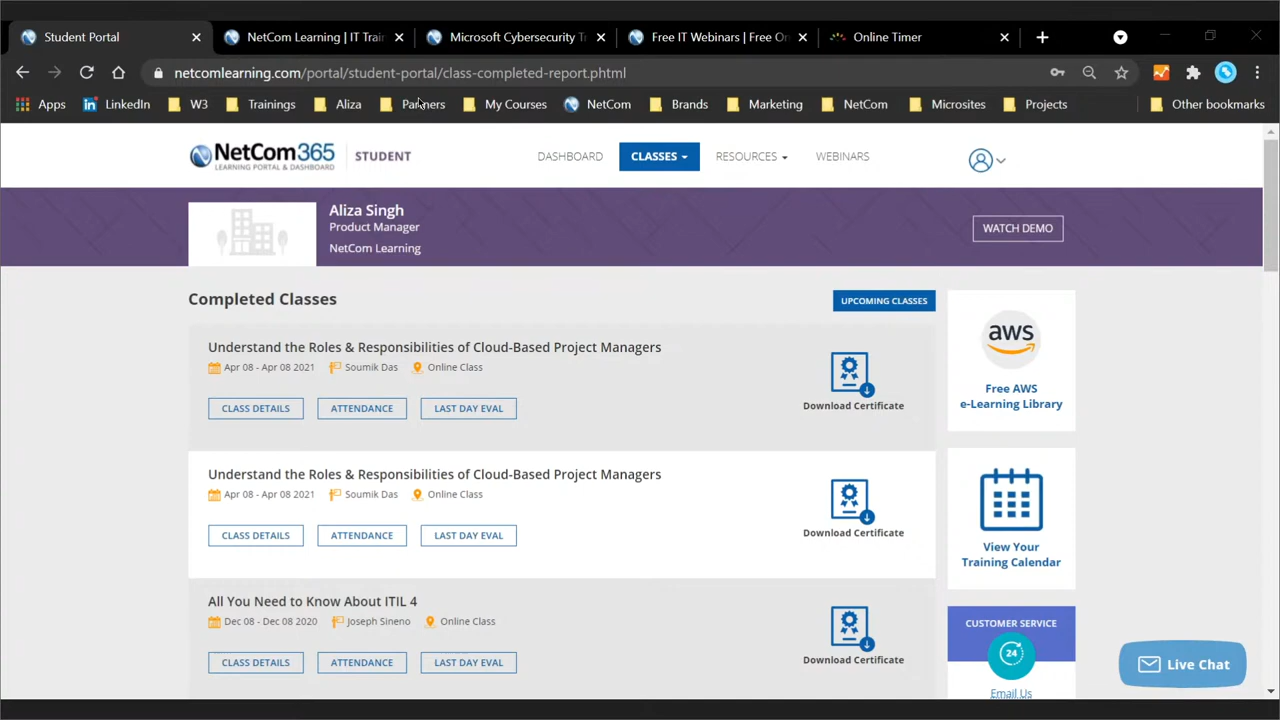 Student Portal
NetCom Learning | IT Train
Microsoft Cybersecurity Tr
Free IT Webinars | Free On
Online Timer
netcomlearning.com/portal/student-portal/class-completed-report.phtml
Apps LinkedIn W3 Trainings Aliza Partners My Courses NetCom Brands Marketing NetCom Microsites Projects Other bookmarks
NetCom365 STUDENT
LEARNING PORTAL & DASHBOARD
DASHBOARD CLASSES RESOURCES WEBINARS
Aliza Singh
Product Manager
NetCom Learning
WATCH DEMO
Completed Classes
UPCOMING CLASSES
Understand the Roles & Responsibilities of Cloud-Based Project Managers
Apr 08 - Apr 08 2021 Soumik Das Online Class
CLASS DETAILS ATTENDANCE LAST DAY EVAL
Download Certificate
Understand the Roles & Responsibilities of Cloud-Based Project Managers
Apr 08 - Apr 08 2021 Soumik Das Online Class
CLASS DETAILS ATTENDANCE LAST DAY EVAL
Download Certificate
All You Need to Know About ITIL 4
Dec 08 - Dec 08 2020 Joseph Sineno Online Class
CLASS DETAILS ATTENDANCE LAST DAY EVAL
Download Certificate
aws
Free AWS
e-Learning Library
View Your
Training Calendar
CUSTOMER SERVICE
24
Email Us
Live Chat